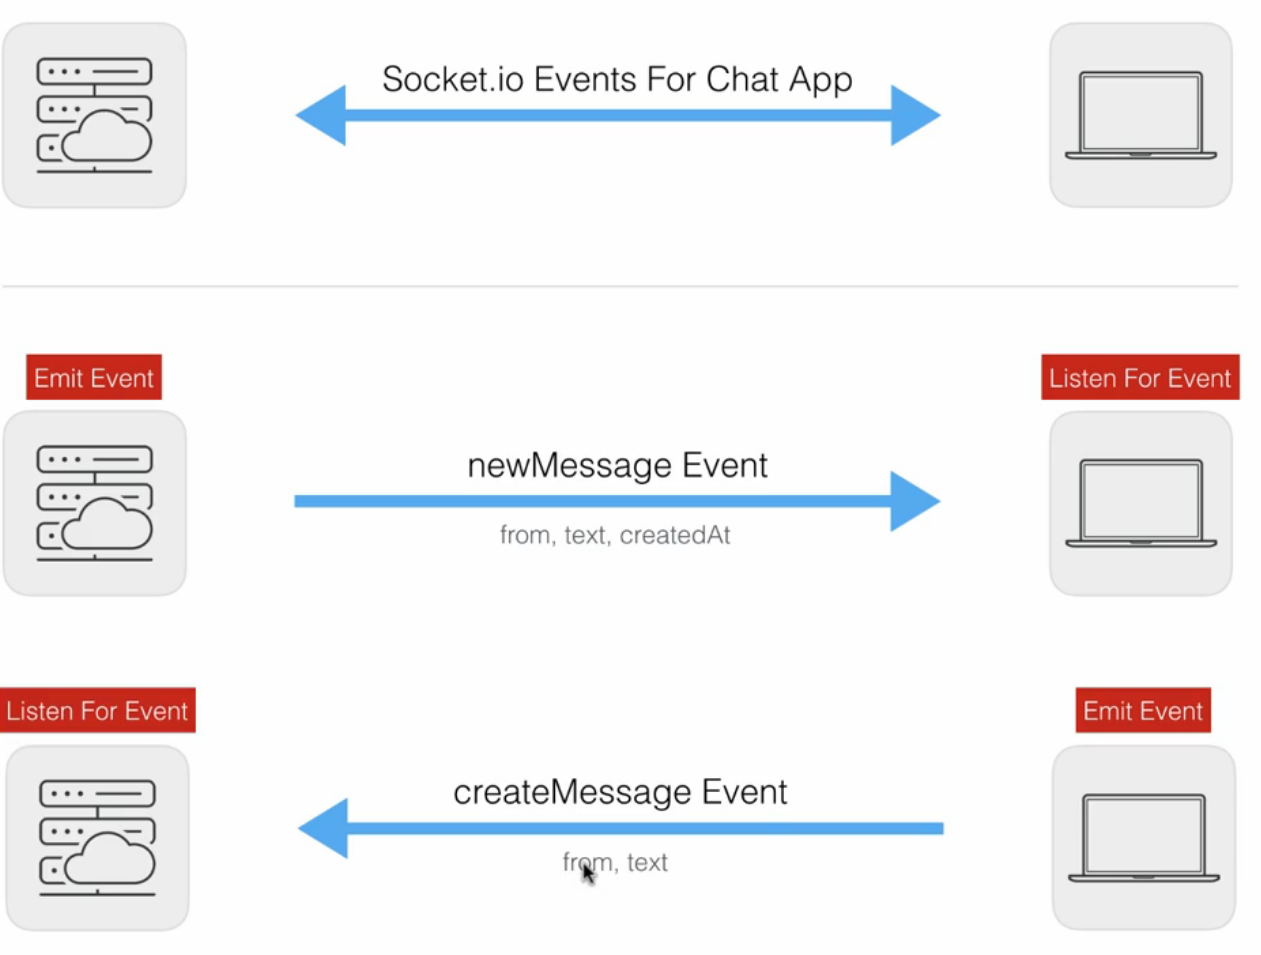 Socket.io Events For Chat App
Emit Event
Listen For Event
newMessage Event
from, text, createdAt
Listen For Event
Emit Event
createMessage Event
from, text